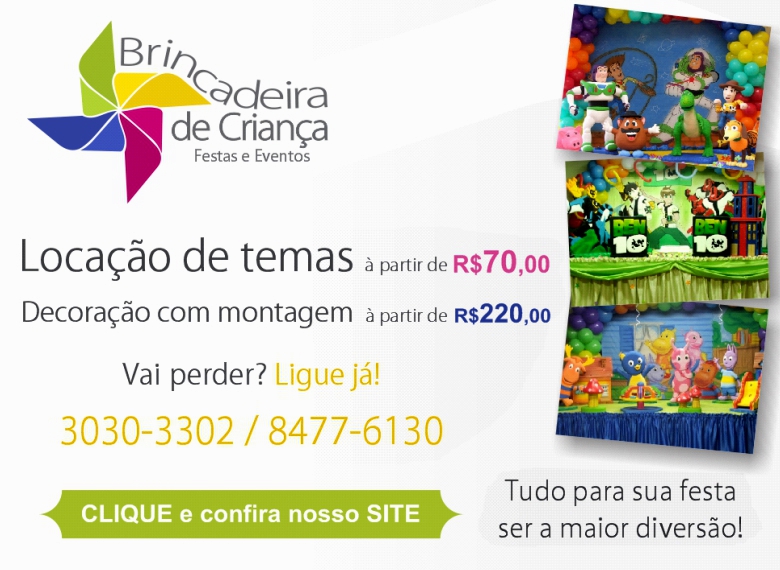 Brincadeira
de Criança
Festas e Eventos
Locação de temas à partir de R$70,00
Decoração com montagem à partir de R$220,00
Vai perder? Ligue já!
3030-3302 / 8477-6130
CLIQUE e confira nosso SITE
BEN 10 BEN 10
Tudo para sua festa
ser a maior diversão!